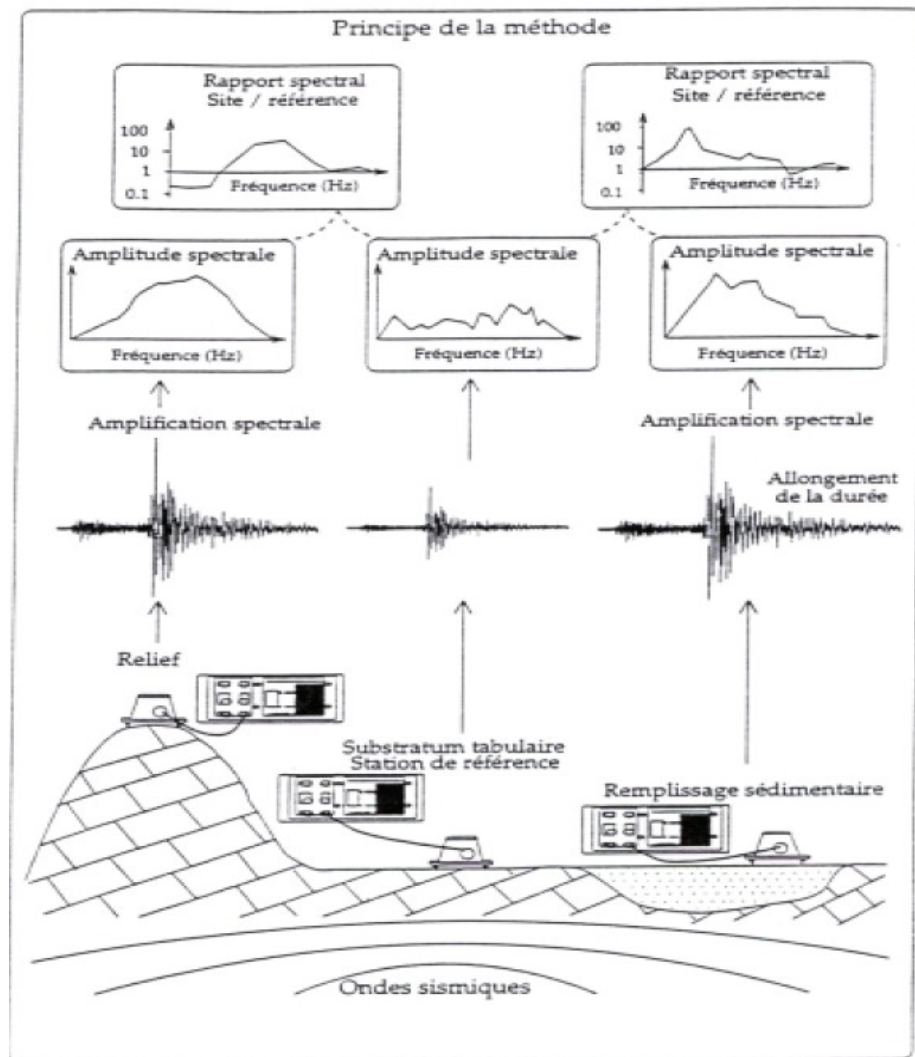 Principe de la méthode
Rapport spectral
Site / référence
100
10
1
0.1
Fréquence (Hz)
Rapport spectral
Site / référence
100
10
1
0.1
Fréquence (Hz)
Amplitude spectrale
Fréquence (Hz)
Amplitude spectrale
Fréquence (Hz)
Amplitude spectrale
Fréquence (Hz)
Amplification spectrale
Amplification spectrale
Allongement
de la durée
Relief
Substratum tabulaire
Station de référence
Remplissage sédimentaire
Ondes sismiques